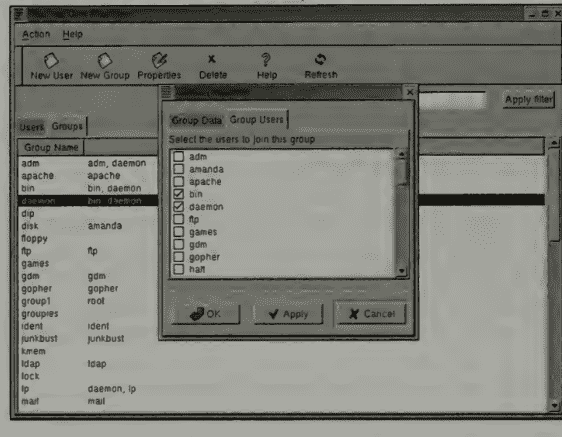 Action Help
New User New Group Properties Delete Help Refresh
Apply filter
Users Groups
Group Name
adm adm, daemon
apache apache
bin bin, daemon
daemon bin, daemon
dip
disk amanda
floppy
ftp ftp
games
gdm gdm
gopher gopher
group1 root
groupies
ident ident
junkbust junkbust
kmem
ldap ldap
lock
lp daemon, lp
mail mail
Group Data Group Users
Select the users to join this group
adm
amanda
apache
bin
daemon
ftp
games
gdm
gopher
halt
OK Apply Cancel